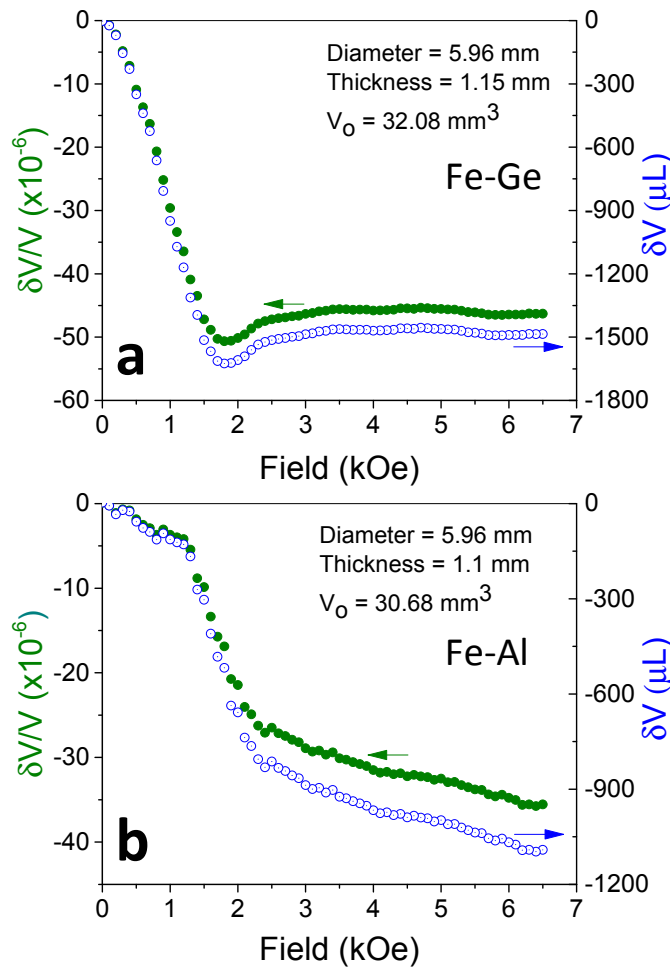 0
-10
-20
-30
-40
-50
-60
δV/V (x10⁻⁶)
Diameter = 5.96 mm
Thickness = 1.15 mm
Vo = 32.08 mm³
Fe-Ge
a
0
-300
-600
-900
-1200
-1500
-1800
δV (μL)
0 1 2 3 4 5 6 7
Field (kOe)
0
-10
-20
-30
-40
δV/V (x10⁻⁶)
Diameter = 5.96 mm
Thickness = 1.1 mm
Vo = 30.68 mm³
Fe-Al
b
0
-300
-600
-900
-1200
δV (μL)
0 1 2 3 4 5 6 7
Field (kOe)